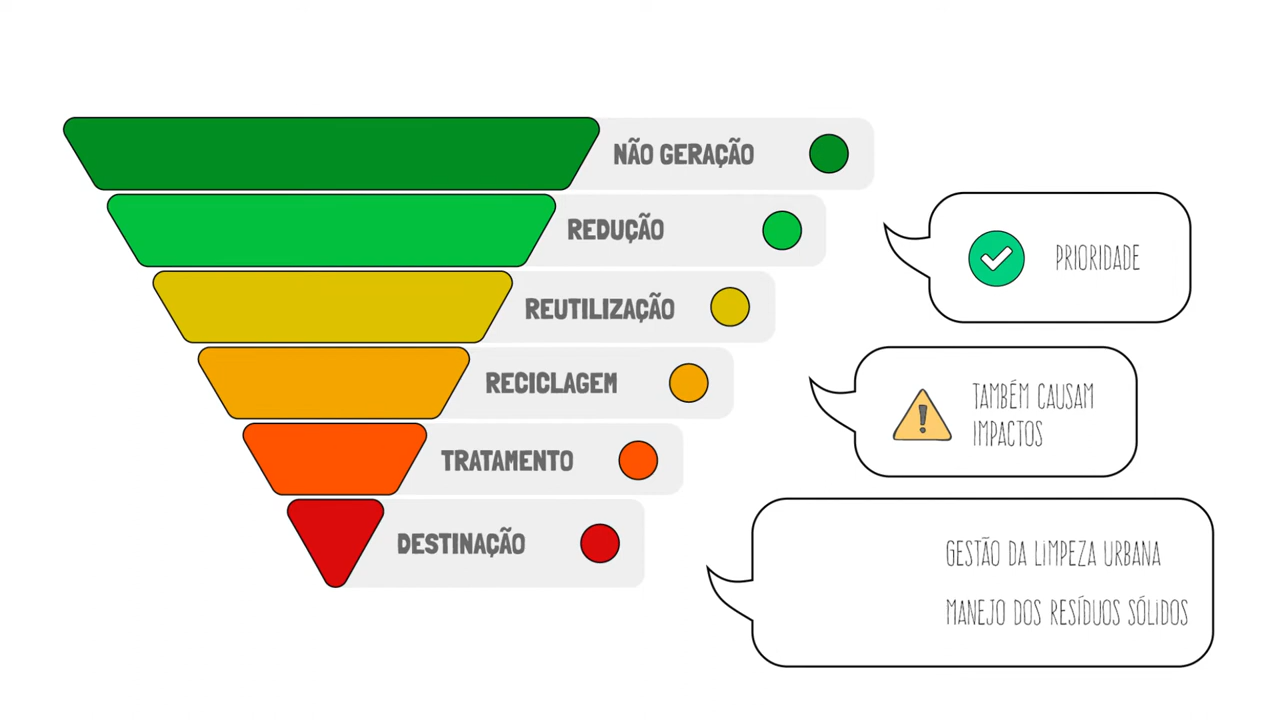 NÃO GERAÇÃO
REDUÇÃO
REUTILIZAÇÃO
RECICLAGEM
TRATAMENTO
DESTINAÇÃO
PRIORIDADE
TAMBÉM CAUSAM
IMPACTOS
GESTÃO DA LIMPEZA URBANA
MANEJO DOS RESÍDUOS SÓLIDOS